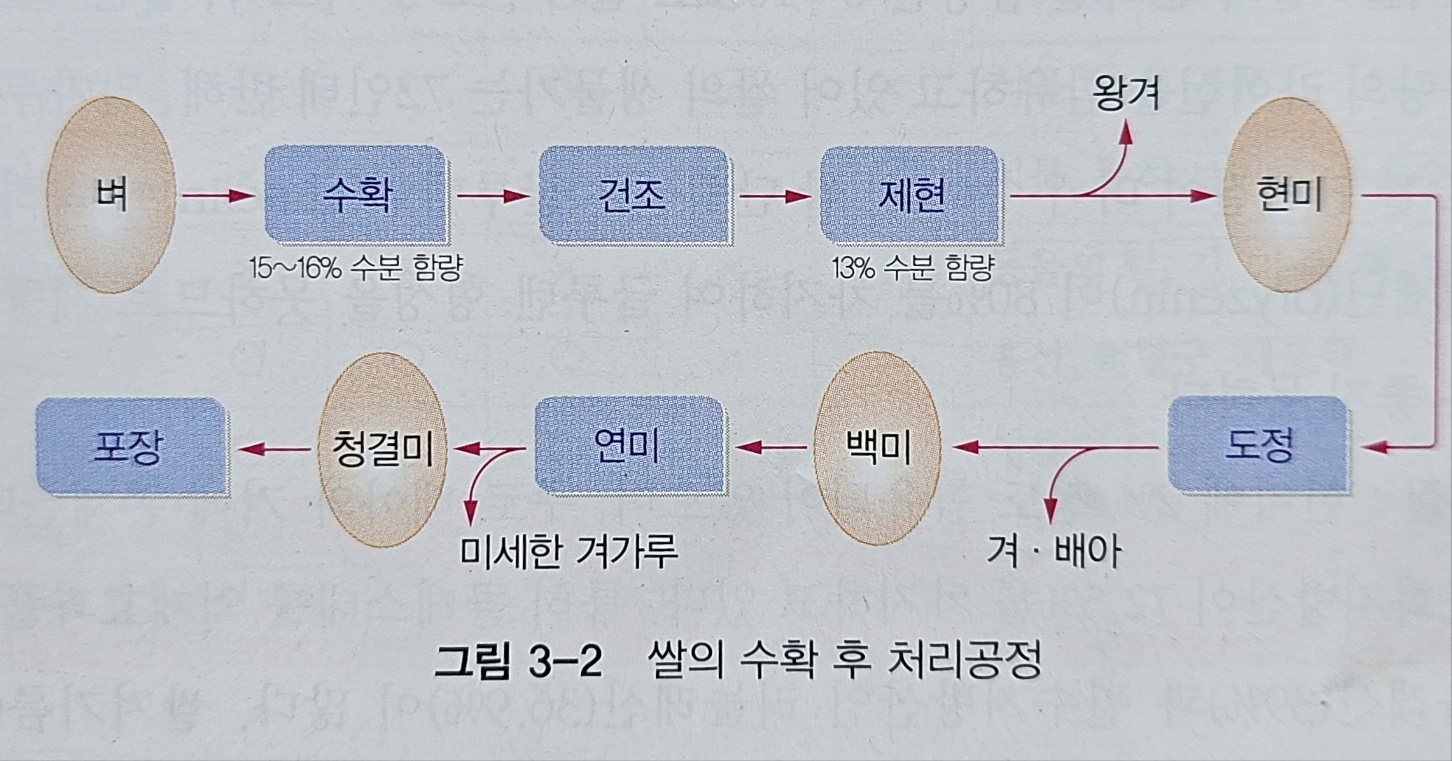 왕겨
벼 수확 건조 제현 현미
15~16% 수분 함량 13% 수분 함량
포장 청결미 연미 백미 도정
미세한 겨가루 겨 · 배아
그림 3-2 쌀의 수확 후 처리공정